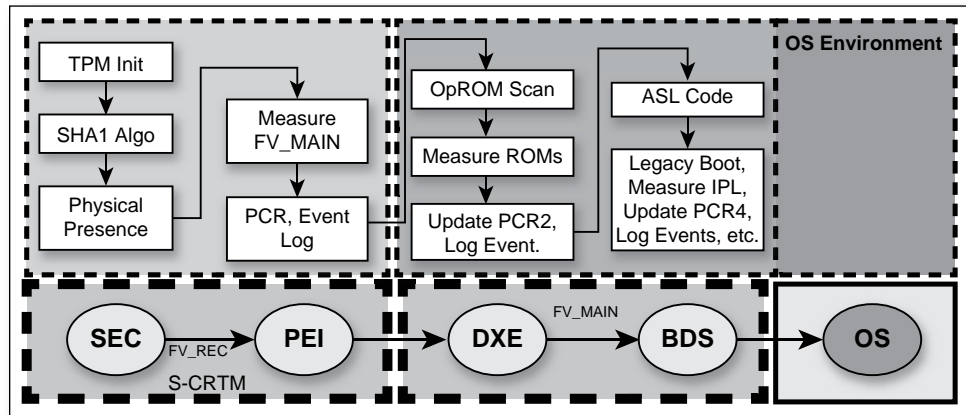 TPM Init
SHA1 Algo
Physical
Presence
Measure
FV_MAIN
PCR, Event
Log
OpROM Scan
Measure ROMs
Update PCR2,
Log Event.
ASL Code
Legacy Boot,
Measure IPL,
Update PCR4,
Log Events, etc.
OS Environment
SEC
FV_REC
PEI
S-CRTM
DXE
FV_MAIN
BDS
OS